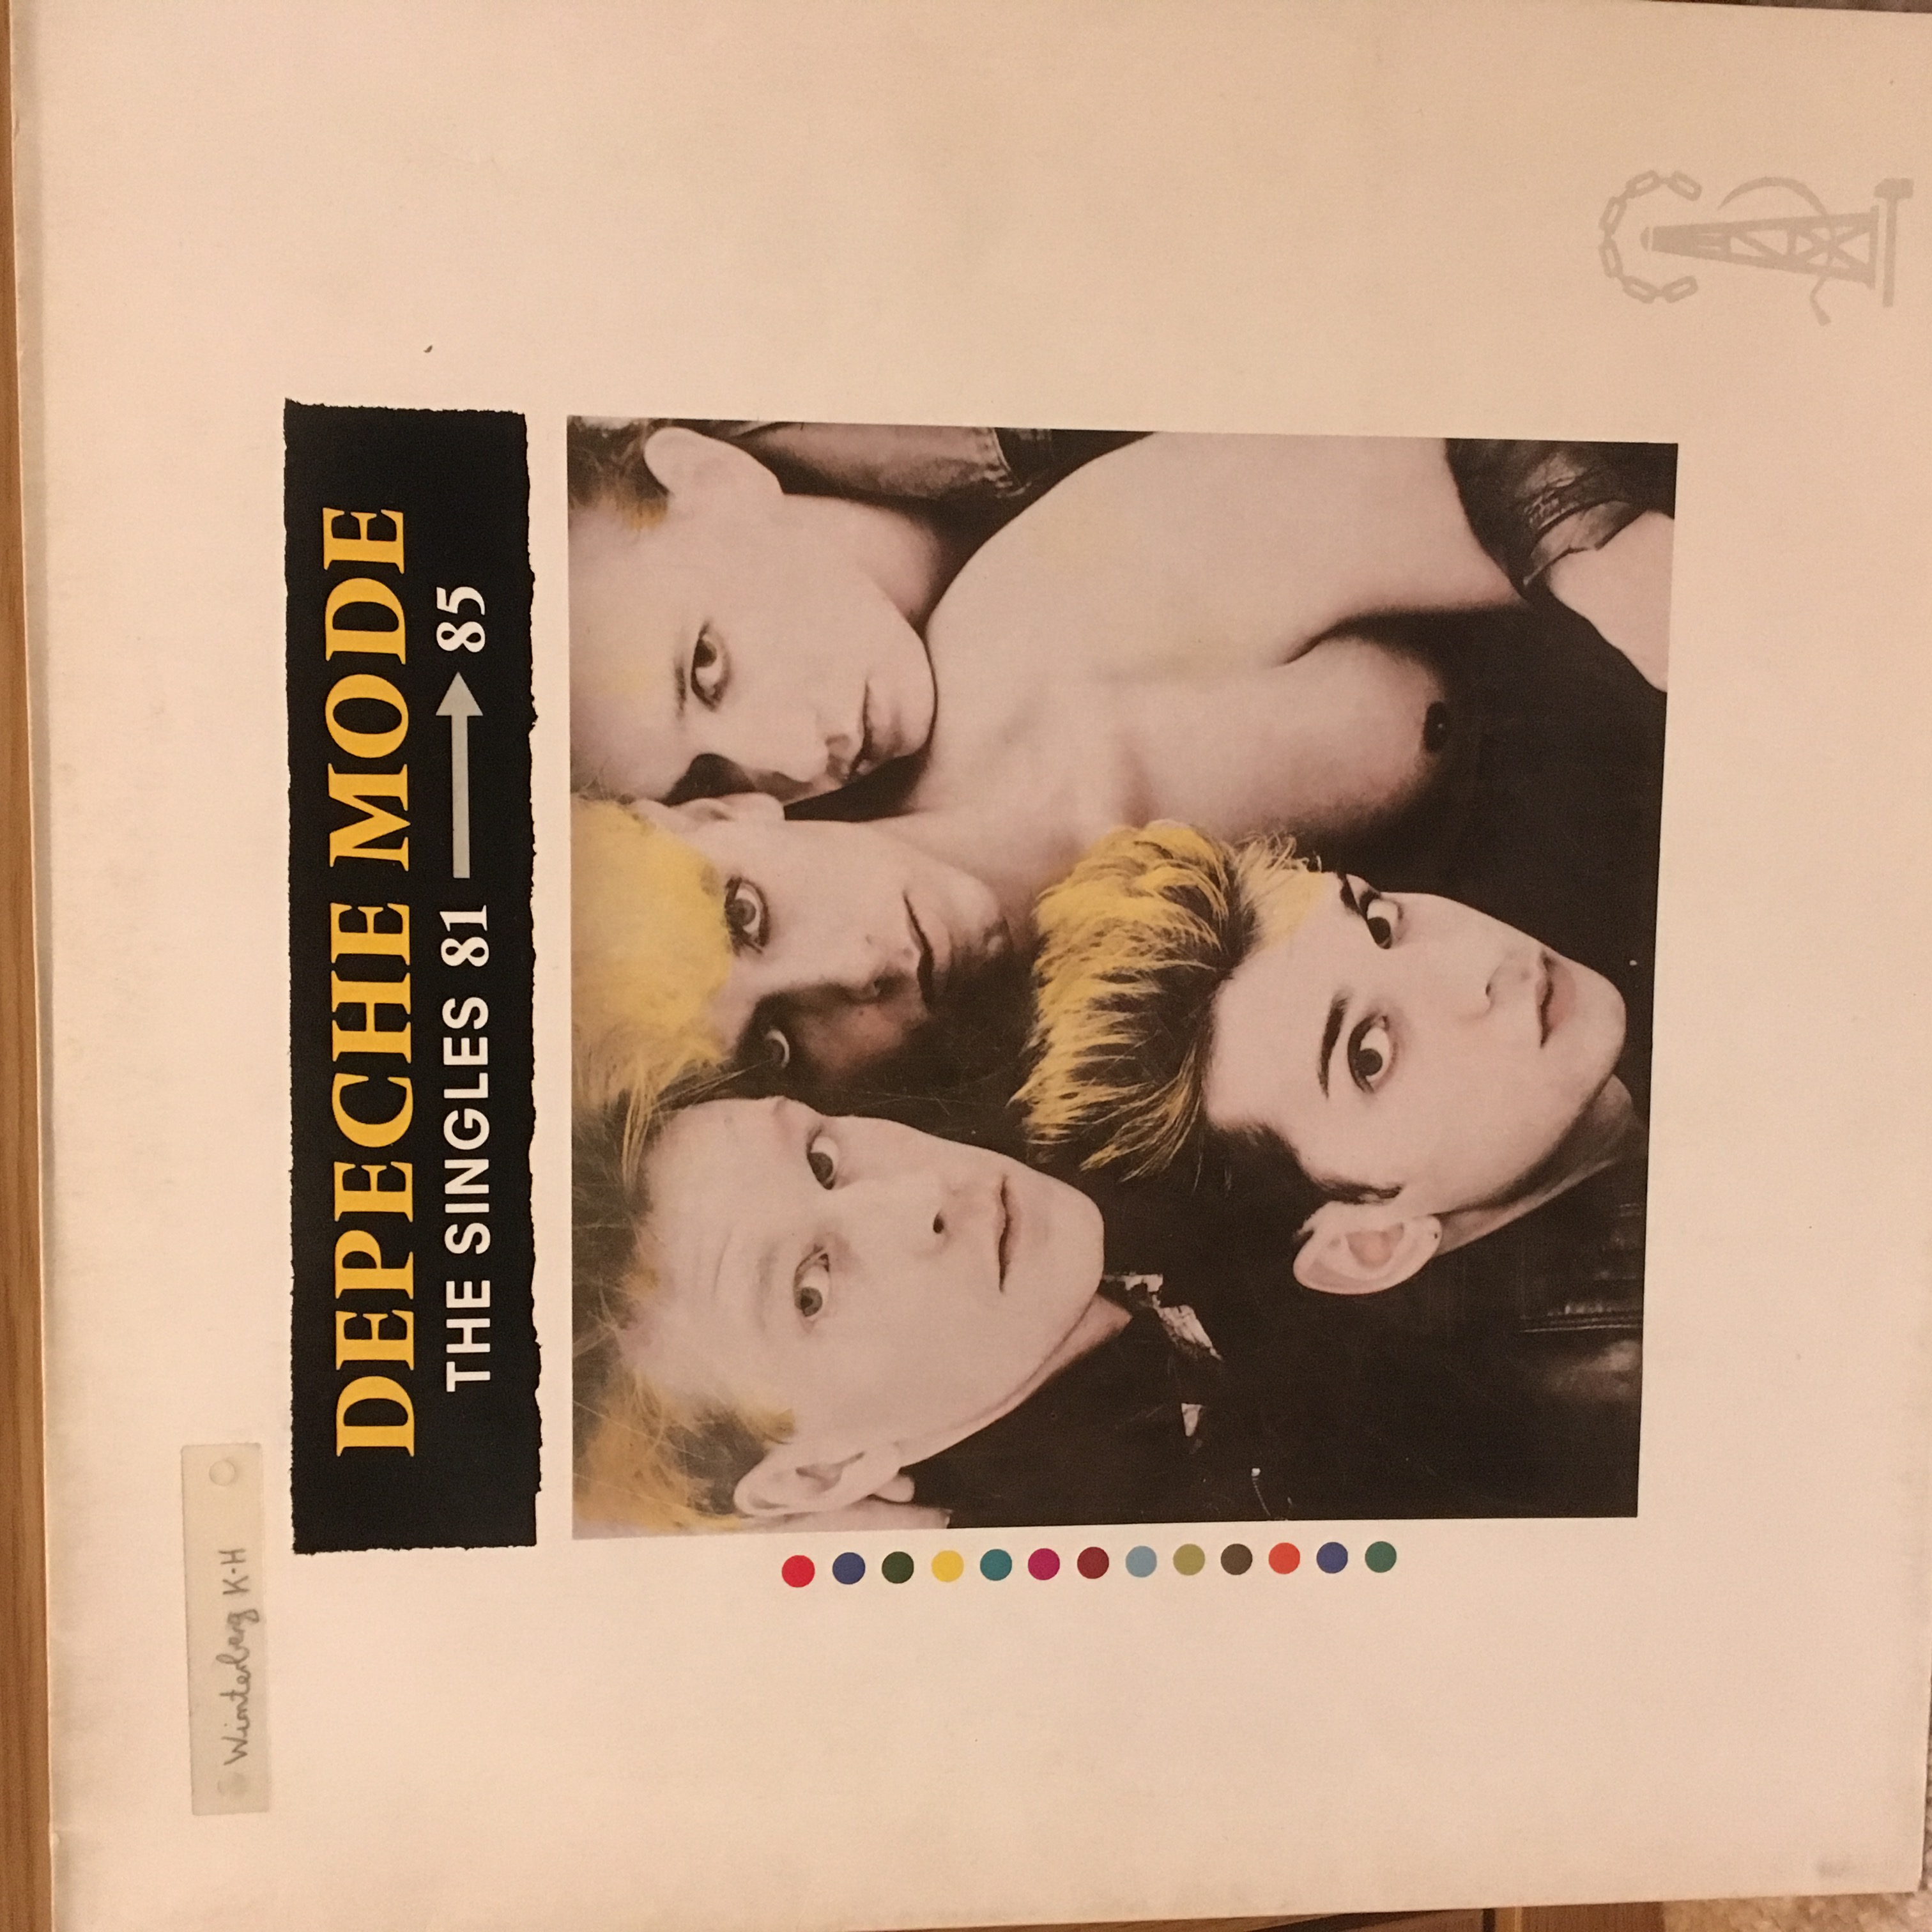 Winterberg K-H
DEPECHE MODE
THE SINGLES 81 → 85